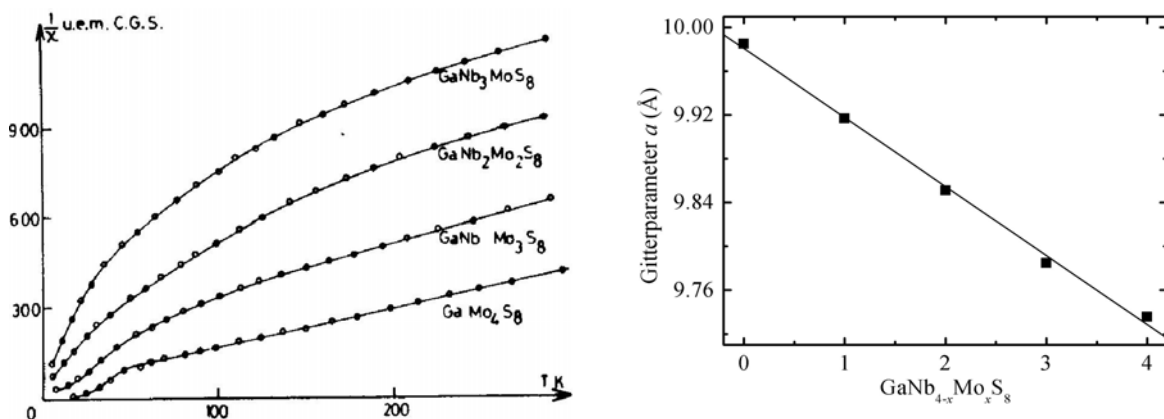 1/χ u.e.m. C.G.S.
900
600
300
0
100
200
T K
GaNb3MoS8
GaNb2Mo2S8
GaNb Mo3S8
Ga Mo4S8
10.00
9.92
9.84
9.76
Gitterparameter a (Å)
0
1
2
3
4
GaNb4-xMoxS8